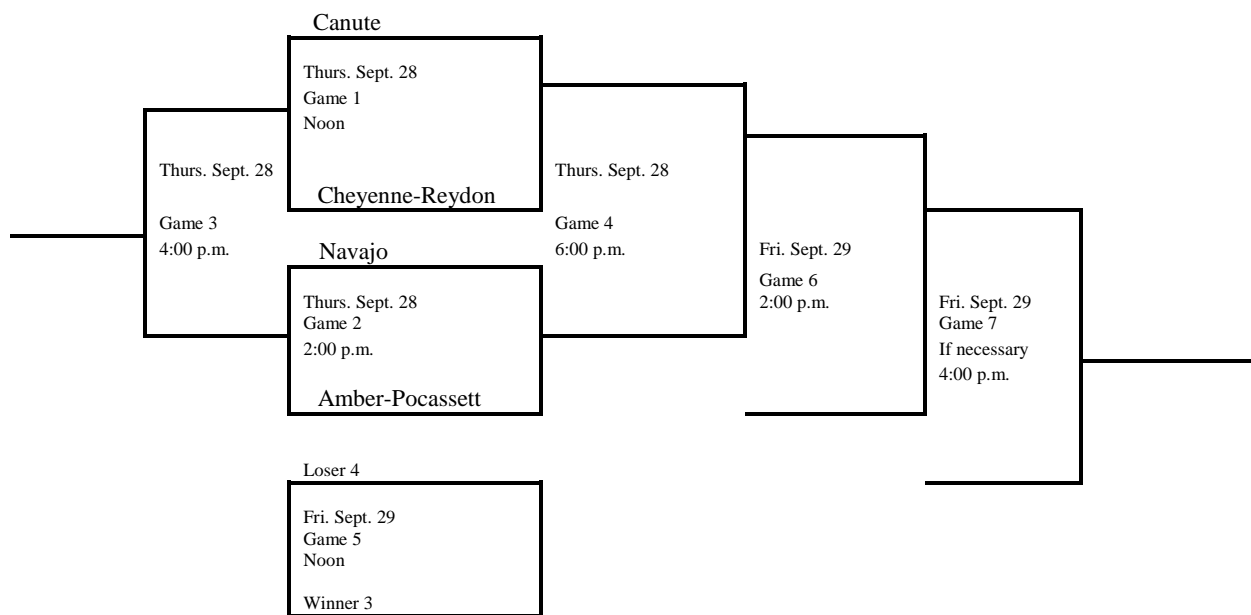 Canute
Thurs. Sept. 28
Game 1
Noon
Cheyenne-Reydon
Thurs. Sept. 28
Game 3
4:00 p.m.
Navajo
Thurs. Sept. 28
Game 2
2:00 p.m.
Amber-Pocassett
Thurs. Sept. 28
Game 4
6:00 p.m.
Fri. Sept. 29
Game 6
2:00 p.m.
Fri. Sept. 29
Game 7
If necessary
4:00 p.m.
Loser 4
Fri. Sept. 29
Game 5
Noon
Winner 3